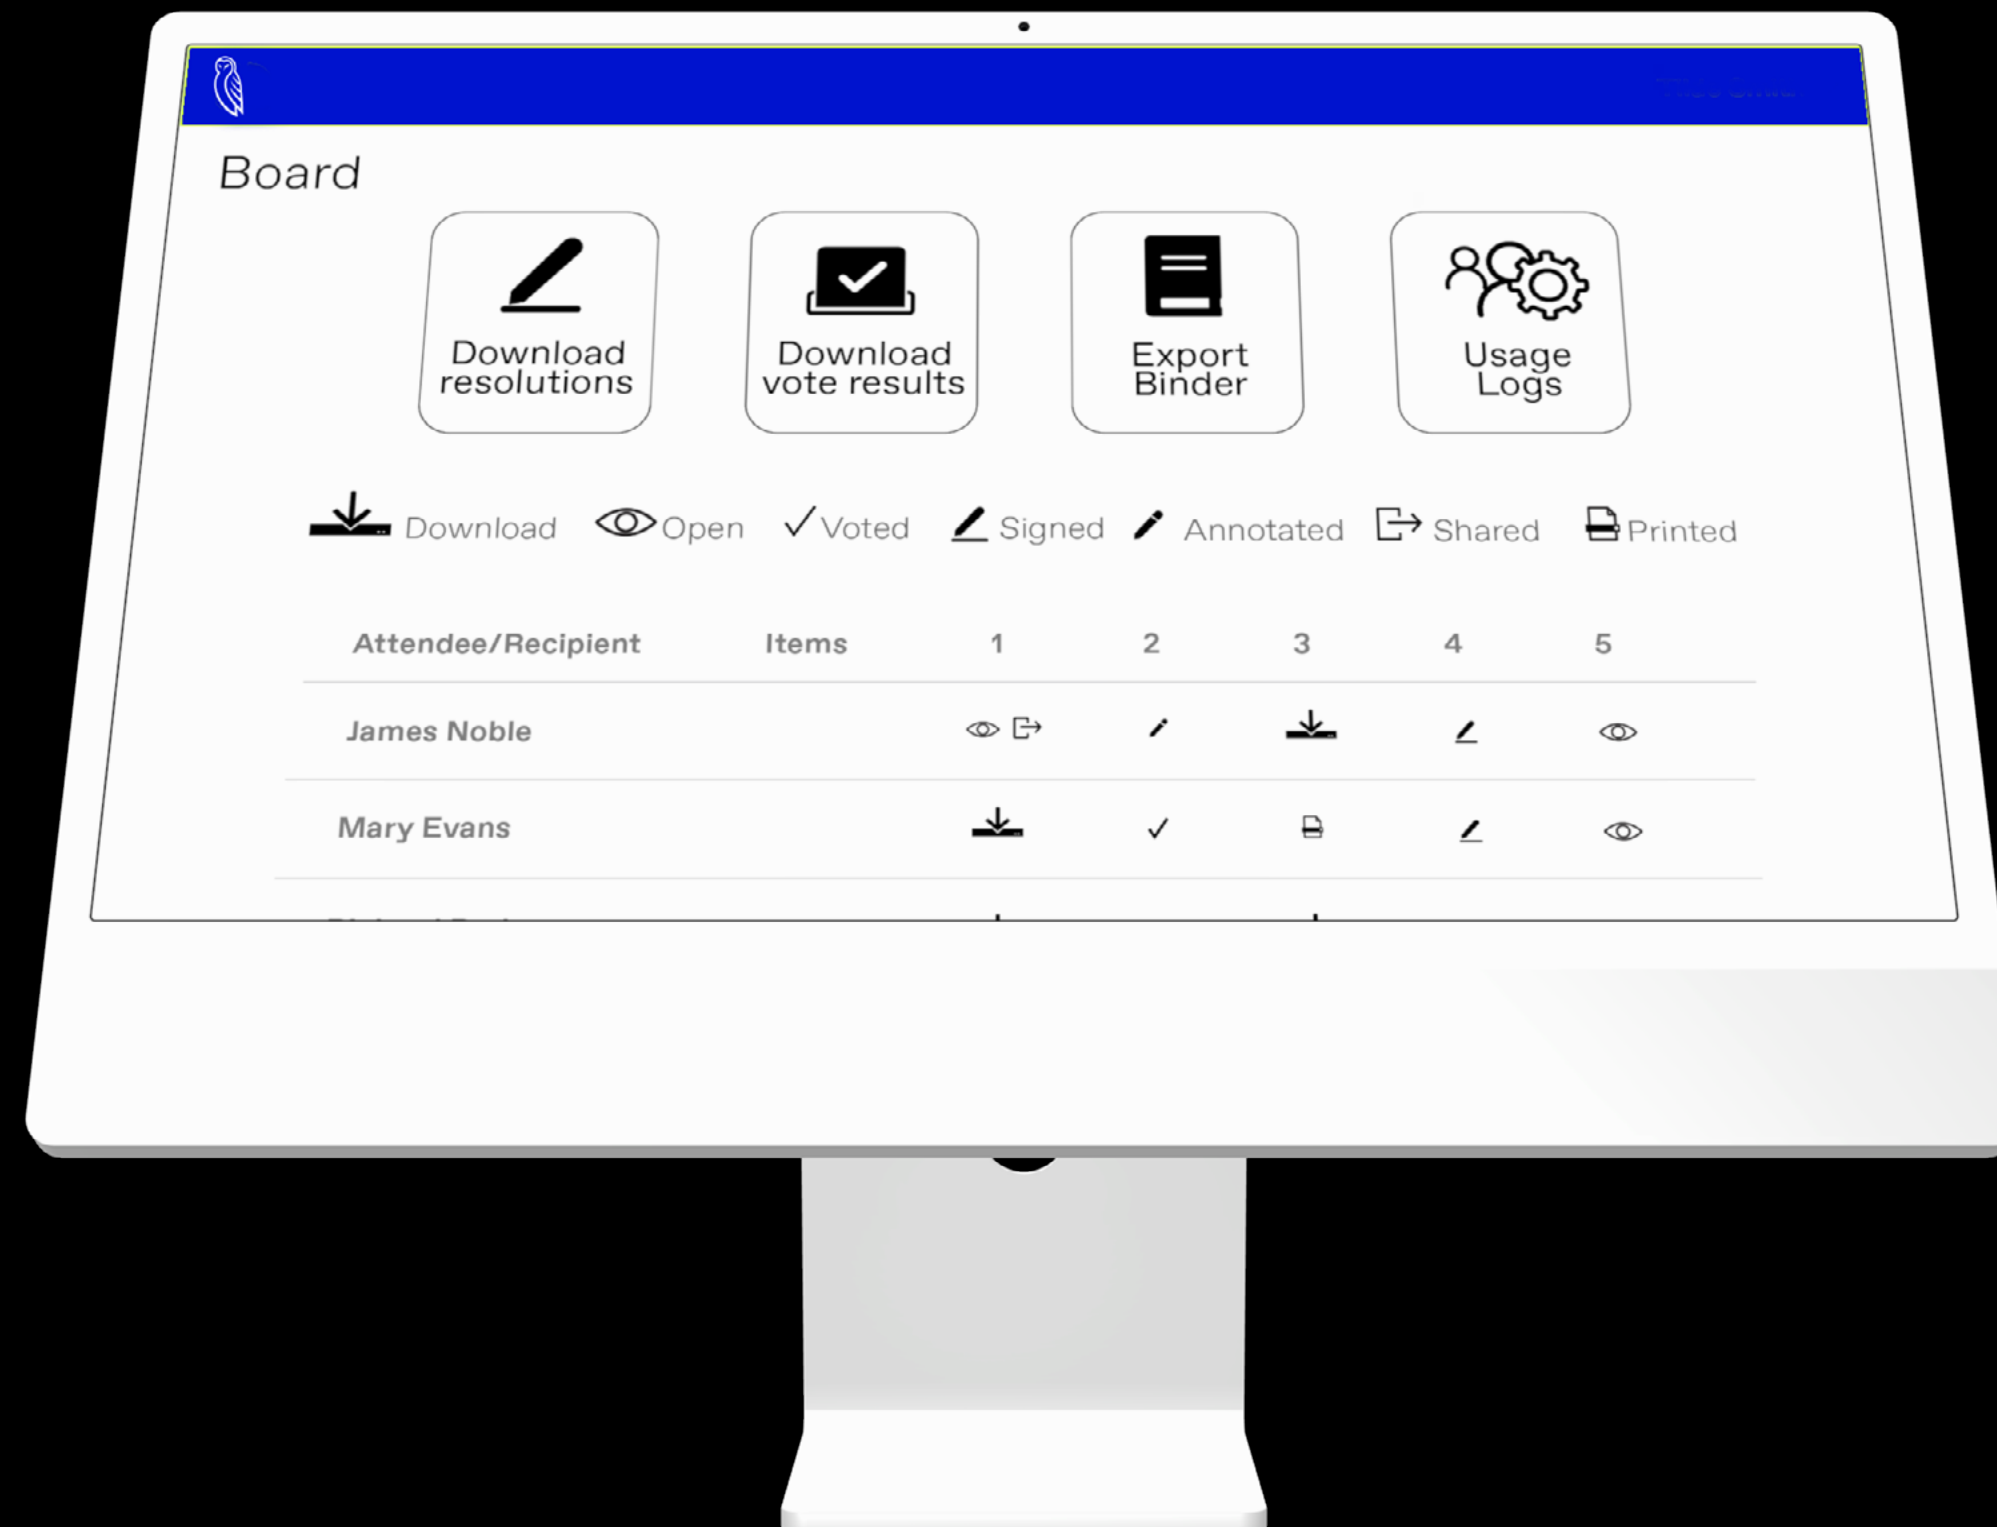 Board
Download
resolutions
Download
vote results
Export
Binder
Usage
Logs
Download Open Voted Signed Annotated Shared Printed
Attendee/Recipient Items 1 2 3 4 5
James Noble
Mary Evans